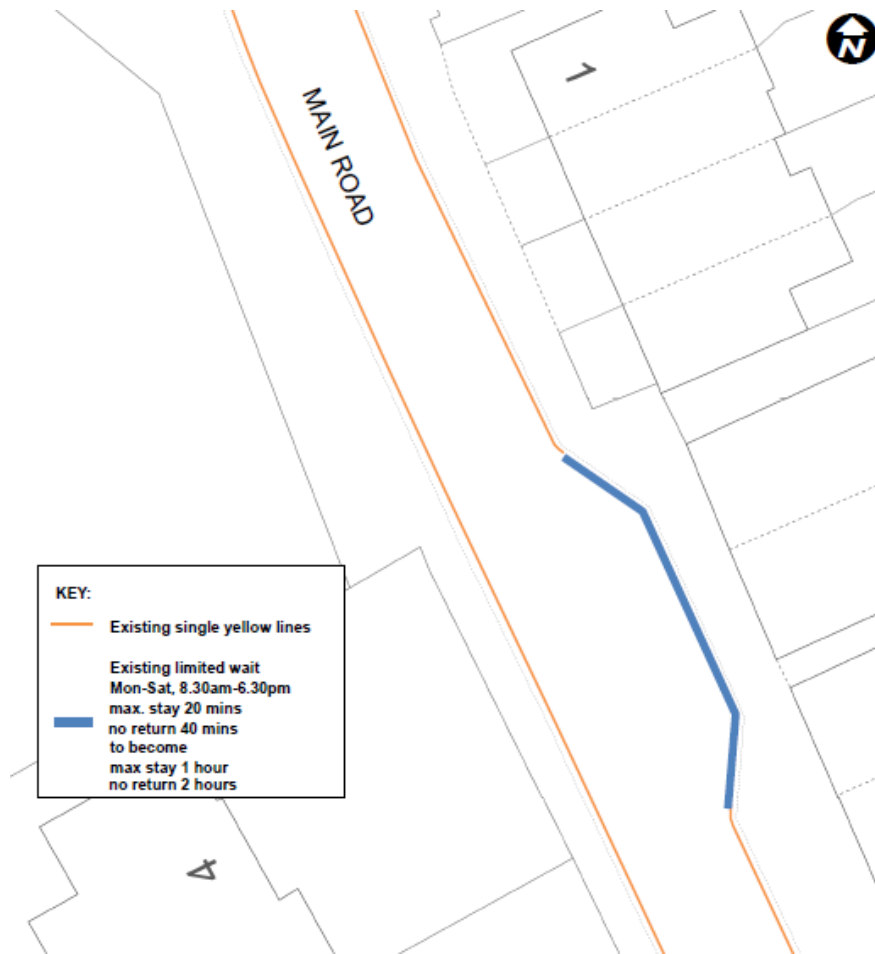 N
1
MAIN ROAD
KEY:
Existing single yellow lines
Existing limited wait
Mon-Sat, 8.30am-6.30pm
max. stay 20 mins
no return 40 mins
to become
max stay 1 hour
no return 2 hours
4